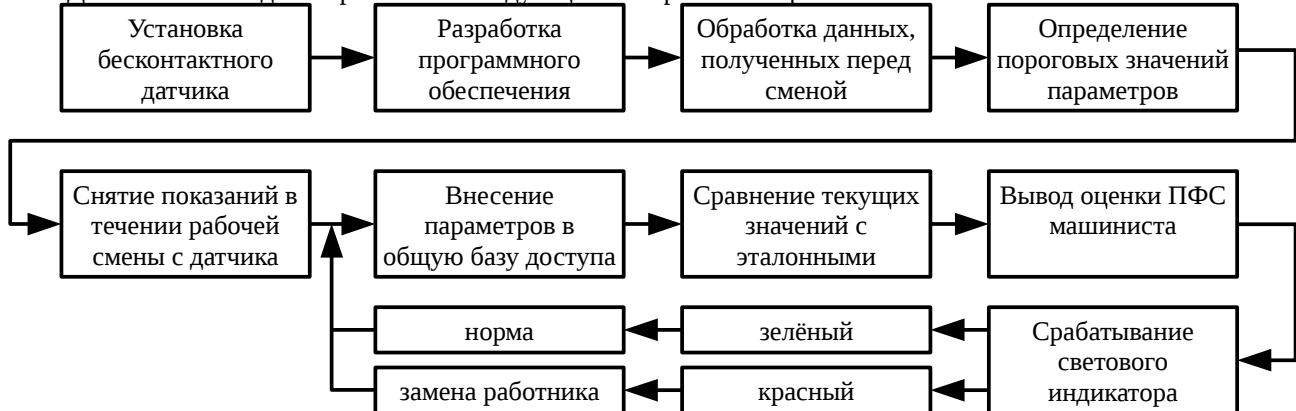 Установка
бесконтактного
датчика
Разработка
программного
обеспечения
Обработка данных,
полученных перед
сменой
Определение
пороговых значений
параметров
Снятие показаний в
течении рабочей
смены с датчика
Внесение
параметров в
общую базу доступа
Сравнение текущих
значений с
эталонными
Вывод оценки ПФС
машиниста
норма
зелёный
Срабатывание
светового
индикатора
замена работника
красный